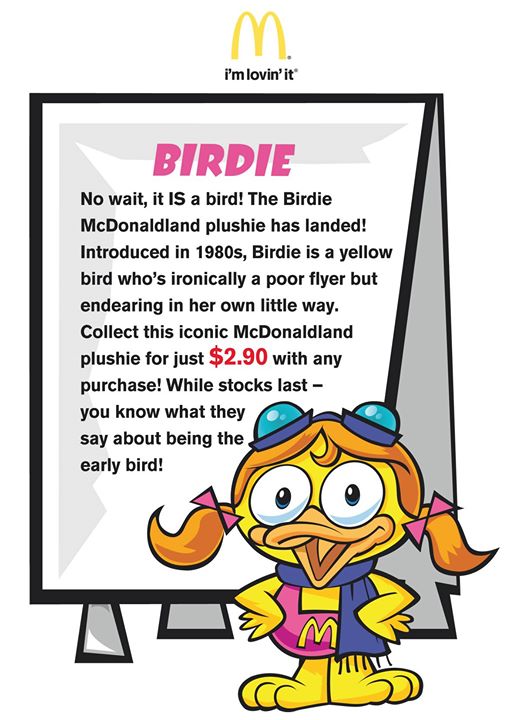 i'm lovin' it®
BIRDIE
No wait, it IS a bird! The Birdie
McDonaldland plushie has landed!
Introduced in 1980s, Birdie is a yellow
bird who's ironically a poor flyer but
endearing in her own little way.
Collect this iconic McDonaldland
plushie for just $2.90 with any
purchase! While stocks last –
you know what they
say about being the
early bird!